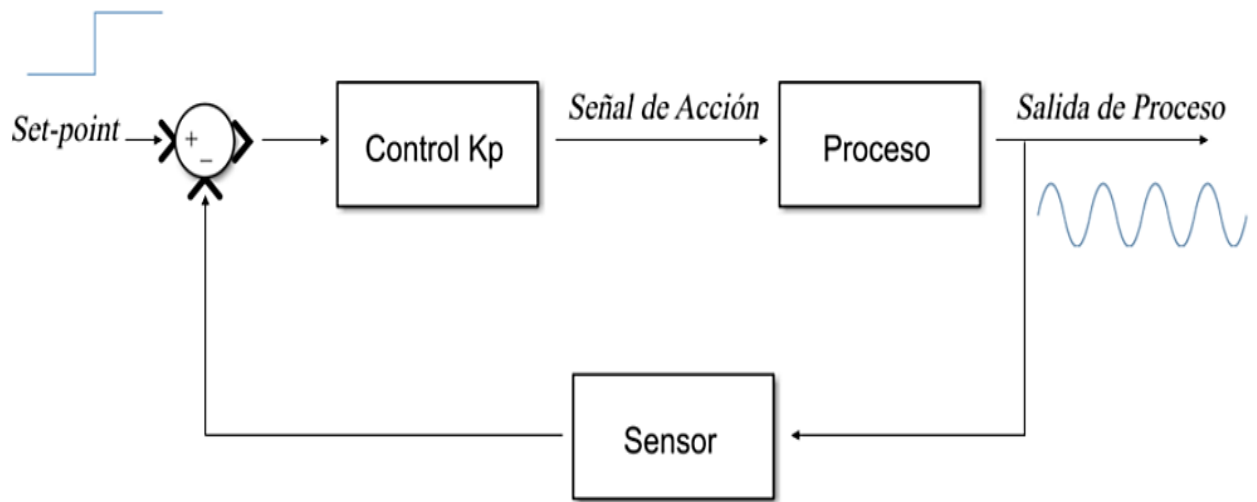 Set-point
+
−
Control Kp
Señal de Acción
Proceso
Salida de Proceso
Sensor